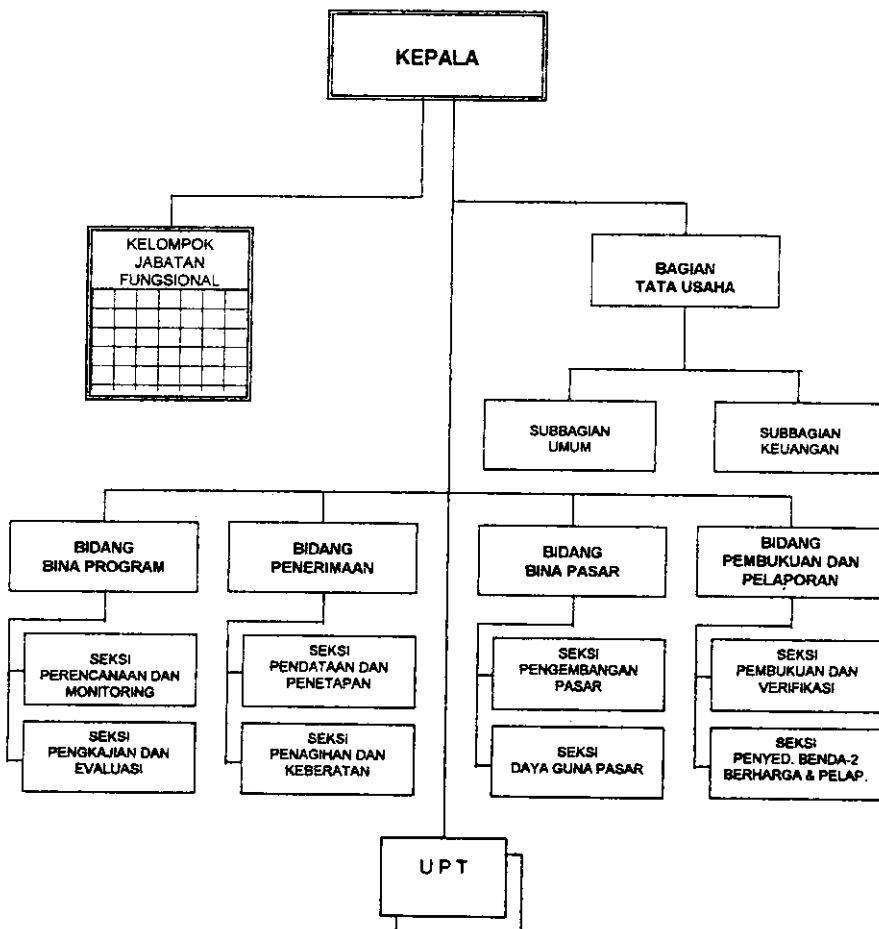 KEPALA
KELOMPOK
JABATAN
FUNGSIONAL
BAGIAN
TATA USAHA
SUBBAGIAN
UMUM
SUBBAGIAN
KEUANGAN
BIDANG
BINA PROGRAM
BIDANG
PENERIMAAN
BIDANG
BINA PASAR
BIDANG
PEMBUKUAN DAN
PELAPORAN
SEKSI
PERENCANAAN DAN
MONITORING
SEKSI
PENDATAAN DAN
PENETAPAN
SEKSI
PENGEMBANGAN
PASAR
SEKSI
PEMBUKUAN DAN
VERIFIKASI
SEKSI
PENGKAJIAN DAN
EVALUASI
SEKSI
PENAGIHAN DAN
KEBERATAN
SEKSI
DAYA GUNA PASAR
SEKSI
PENYED. BENDA-2
BERHARGA & PELAP.
UPT